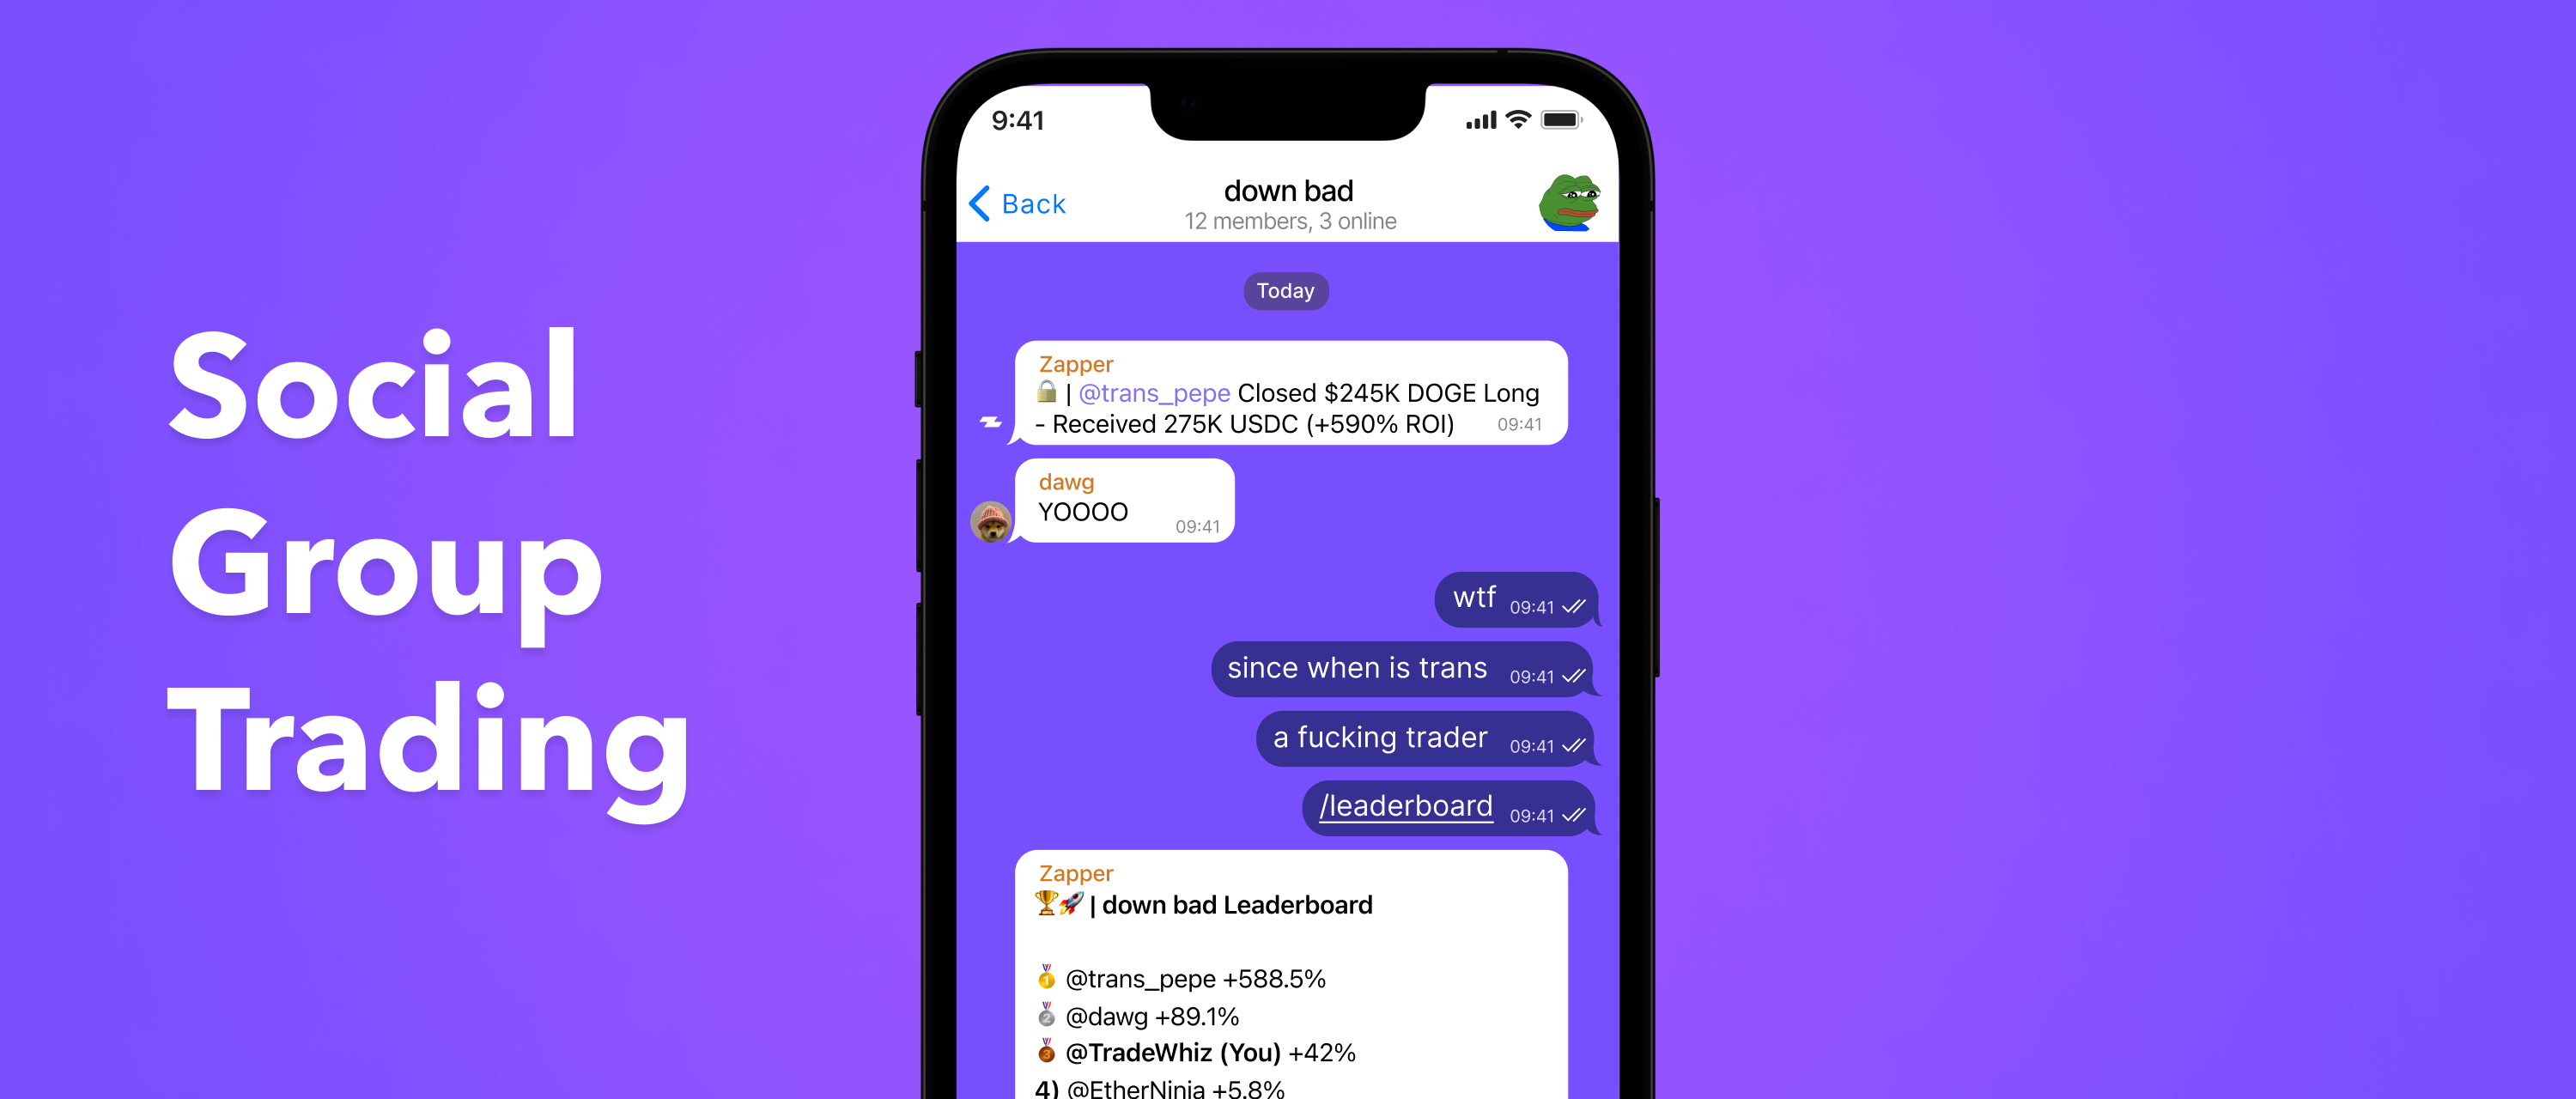 Social
Group
Trading
9:41
Back
down bad
12 members, 3 online
Today
Zapper
🔒 | @trans_pepe Closed $245K DOGE Long
- Received 275K USDC (+590% ROI) 09:41
dawg
YOOOO
09:41
wtf 09:41
since when is trans 09:41
a fucking trader 09:41
/leaderboard 09:41
Zapper
🏆🚀 | down bad Leaderboard
🥇 @trans_pepe +588.5%
🥈 @dawg +89.1%
🥉 @TradeWhiz (You) +42%
4) @EtherNinja +5.8%